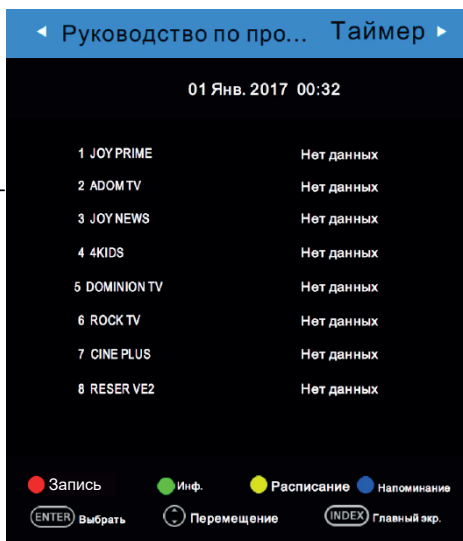 Руководство по про... Таймер
01 Янв. 2017 00:32
1 JOY PRIME Нет данных
2 ADOM TV Нет данных
3 JOY NEWS Нет данных
4 4KIDS Нет данных
5 DOMINION TV Нет данных
6 ROCK TV Нет данных
7 CINE PLUS Нет данных
8 RESER VE2 Нет данных
Запись Инф. Расписание Напоминание
ENTER Выбрать Перемещение INDEX Главный экр.